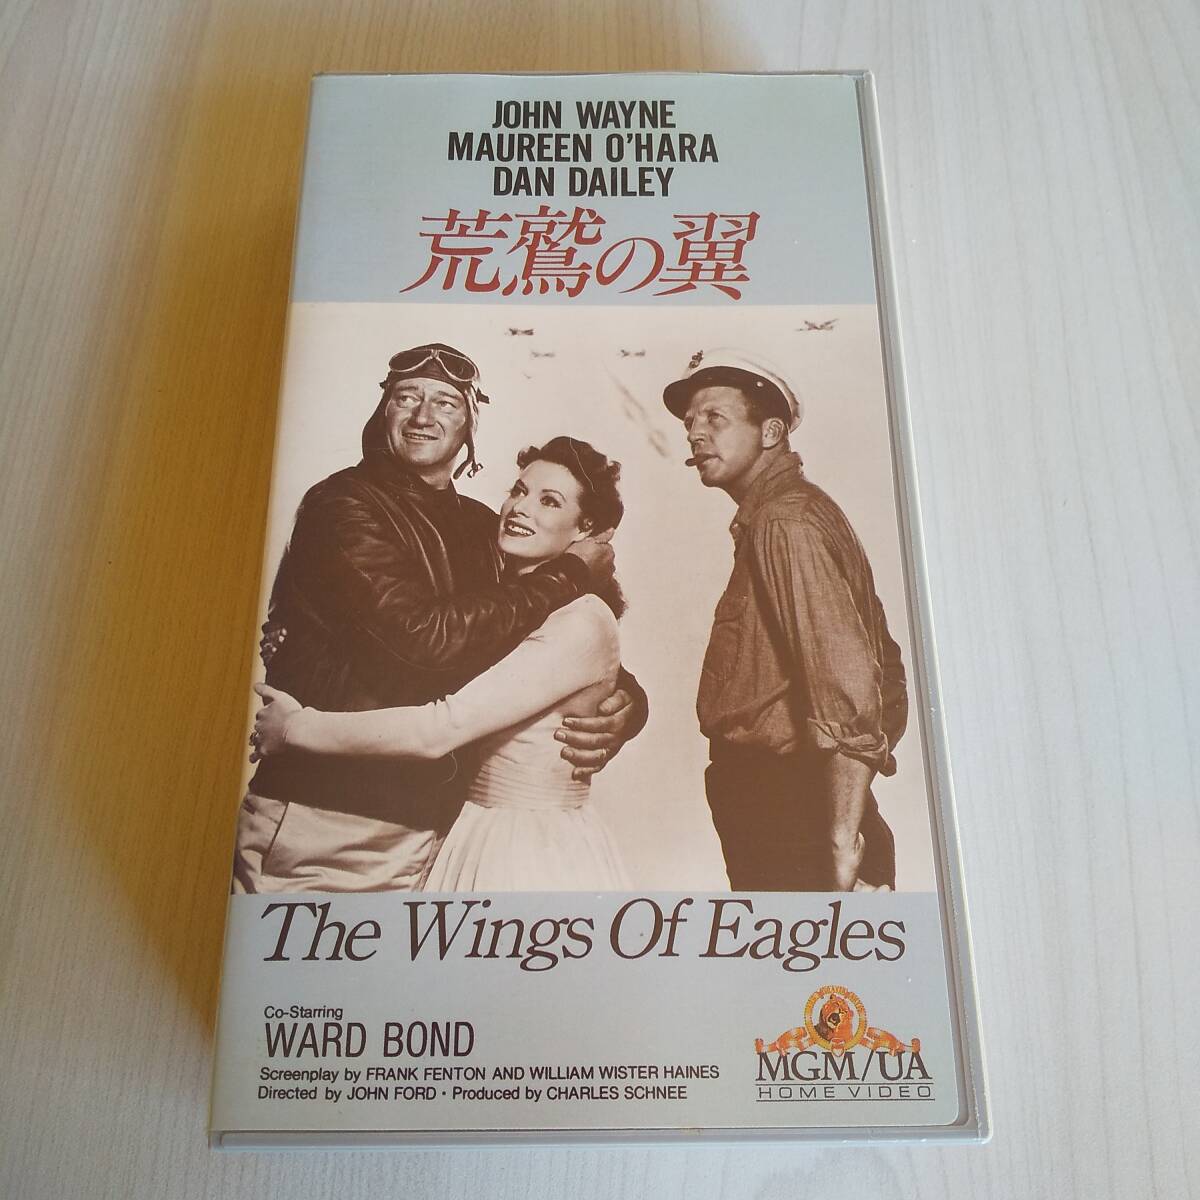 JOHN WAYNE
MAUREEN O'HARA
DAN DAILEY
荒鷲の翼
The Wings Of Eagles
Co-Starring
WARD BOND
Screenplay by FRANK FENTON AND WILLIAM WISTER HAINES
Directed by JOHN FORD · Produced by CHARLES SCHNEE
MGM/UA
HOME VIDEO